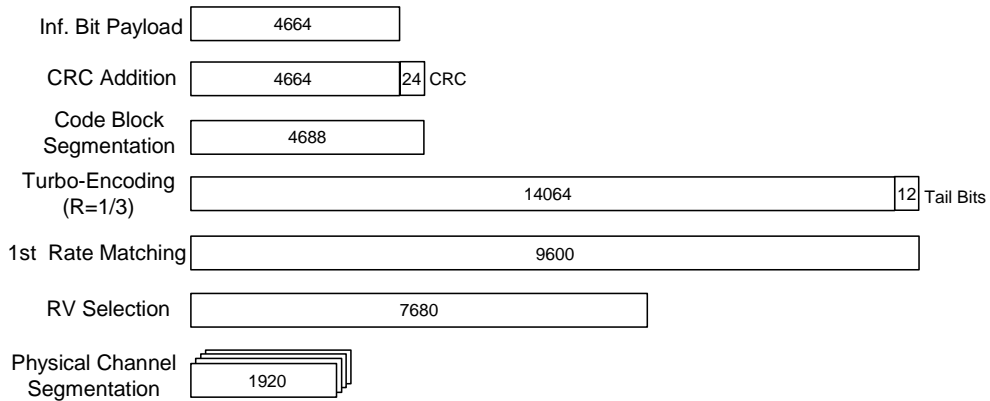 Inf. Bit Payload 4664
CRC Addition 4664 24 CRC
Code Block
Segmentation 4688
Turbo-Encoding
(R=1/3) 14064 12 Tail Bits
1st Rate Matching 9600
RV Selection 7680
Physical Channel
Segmentation 1920